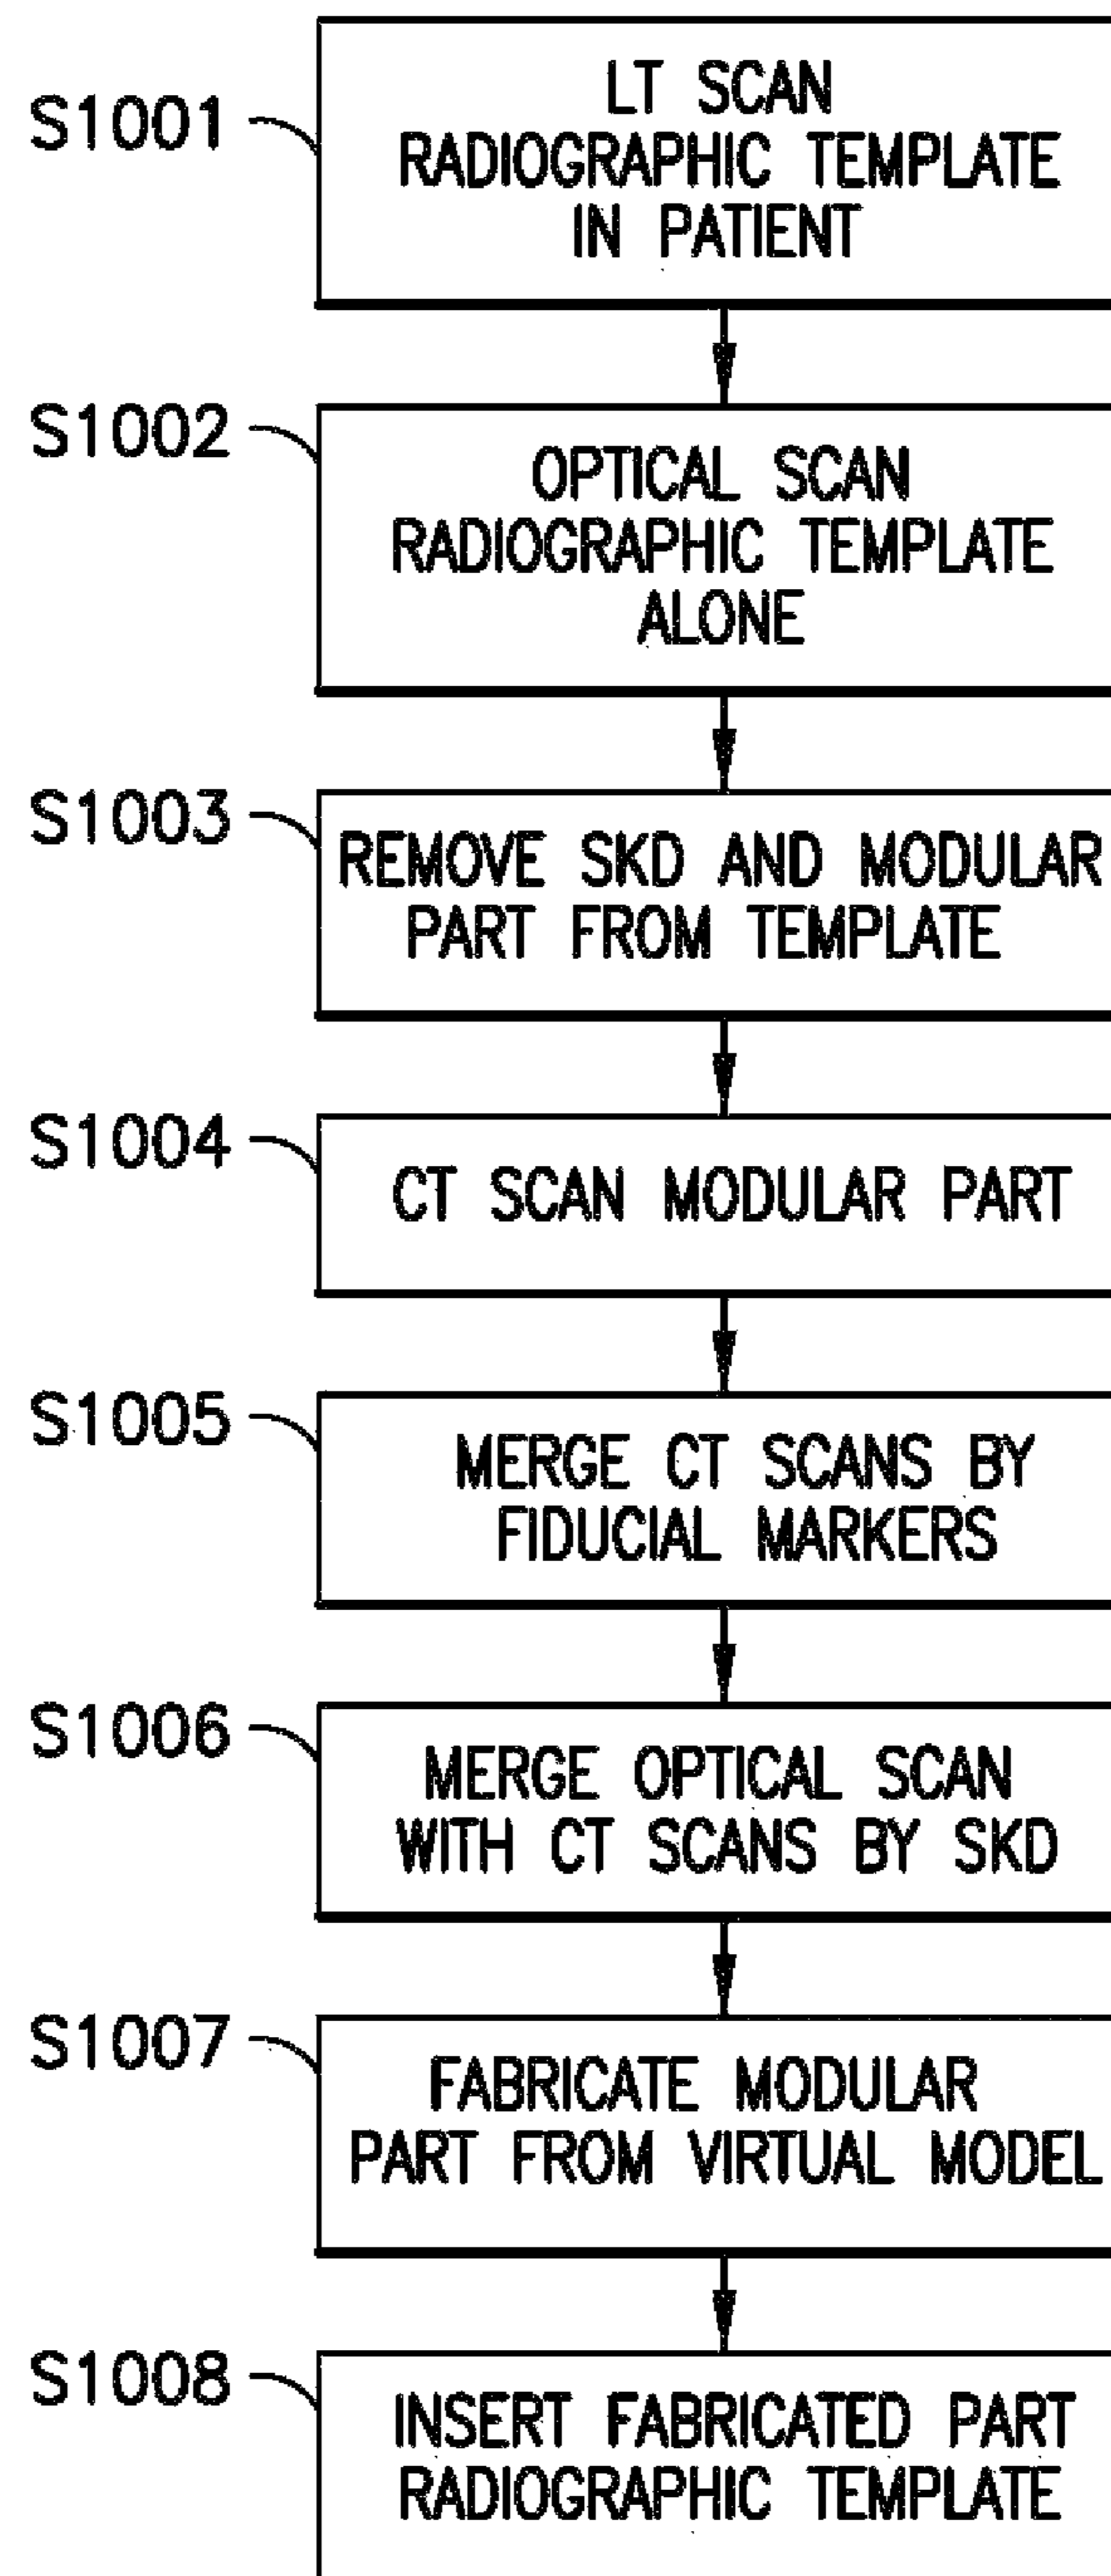 S1001
LT SCAN
RADIOGRAPHIC TEMPLATE
IN PATIENT
S1002
OPTICAL SCAN
RADIOGRAPHIC TEMPLATE
ALONE
S1003
REMOVE SKD AND MODULAR
PART FROM TEMPLATE
S1004
CT SCAN MODULAR PART
S1005
MERGE CT SCANS BY
FIDUCIAL MARKERS
S1006
MERGE OPTICAL SCAN
WITH CT SCANS BY SKD
S1007
FABRICATE MODULAR
PART FROM VIRTUAL MODEL
S1008
INSERT FABRICATED PART
RADIOGRAPHIC TEMPLATE